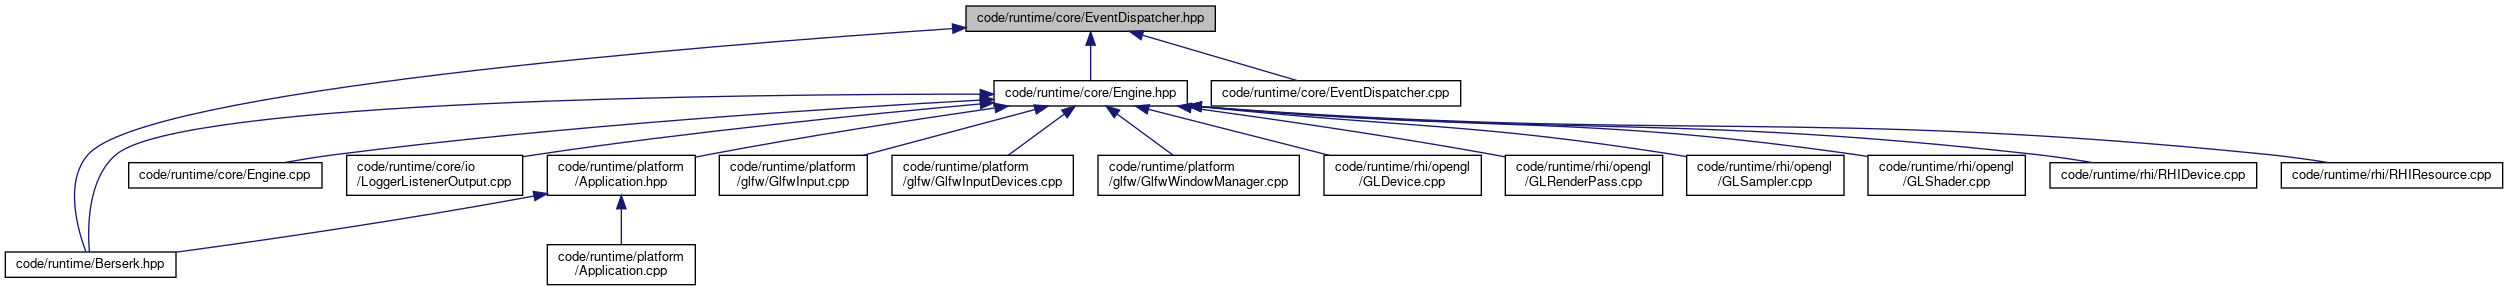 code/runtime/core/EventDispatcher.hpp
code/runtime/core/Engine.hpp
code/runtime/core/EventDispatcher.cpp
code/runtime/core/Engine.cpp
code/runtime/core/io
/LoggerListenerOutput.cpp
code/runtime/platform
/Application.hpp
code/runtime/platform
/glfw/GlfwInput.cpp
code/runtime/platform
/glfw/GlfwInputDevices.cpp
code/runtime/platform
/glfw/GlfwWindowManager.cpp
code/runtime/rhi/opengl
/GLDevice.cpp
code/runtime/rhi/opengl
/GLRenderPass.cpp
code/runtime/rhi/opengl
/GLSampler.cpp
code/runtime/rhi/opengl
/GLShader.cpp
code/runtime/rhi/RHIDevice.cpp
code/runtime/rhi/RHIResource.cpp
code/runtime/Berserk.hpp
code/runtime/platform
/Application.cpp